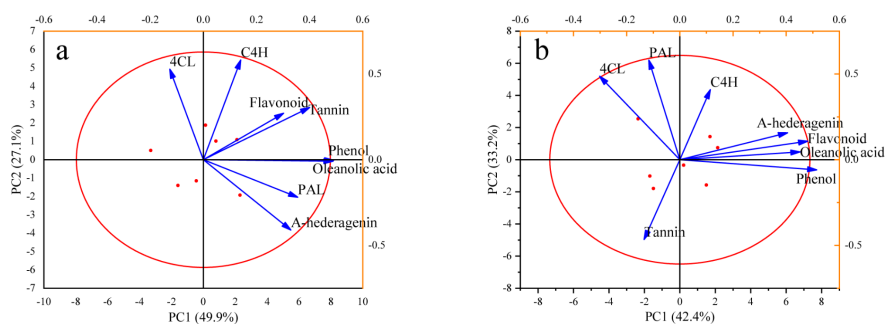 -0.6 -0.4 -0.2 0.0 0.2 0.4 0.6
a
7
6
5
4
3
2
1
0
-1
-2
-3
-4
-5
-6
-7
PC2 (27.1%)
4CL
C4H
Flavonoid
Tannin
Phenol
Oleanolic acid
PAL
A-hederagenin
0.5
0.0
-0.5
-10 -8 -6 -4 -2 0 2 4 6 8 10
PC1 (49.9%)
-0.6 -0.4 -0.2 0.0 0.2 0.4 0.6
b
8
6
4
2
0
-2
-4
-6
-8
PC2 (33.2%)
4CL
PAL
C4H
A-hederagenin
Flavonoid
Oleanolic acid
Phenol
Tannin
0.5
0.0
-0.5
-8 -6 -4 -2 0 2 4 6 8
PC1 (42.4%)